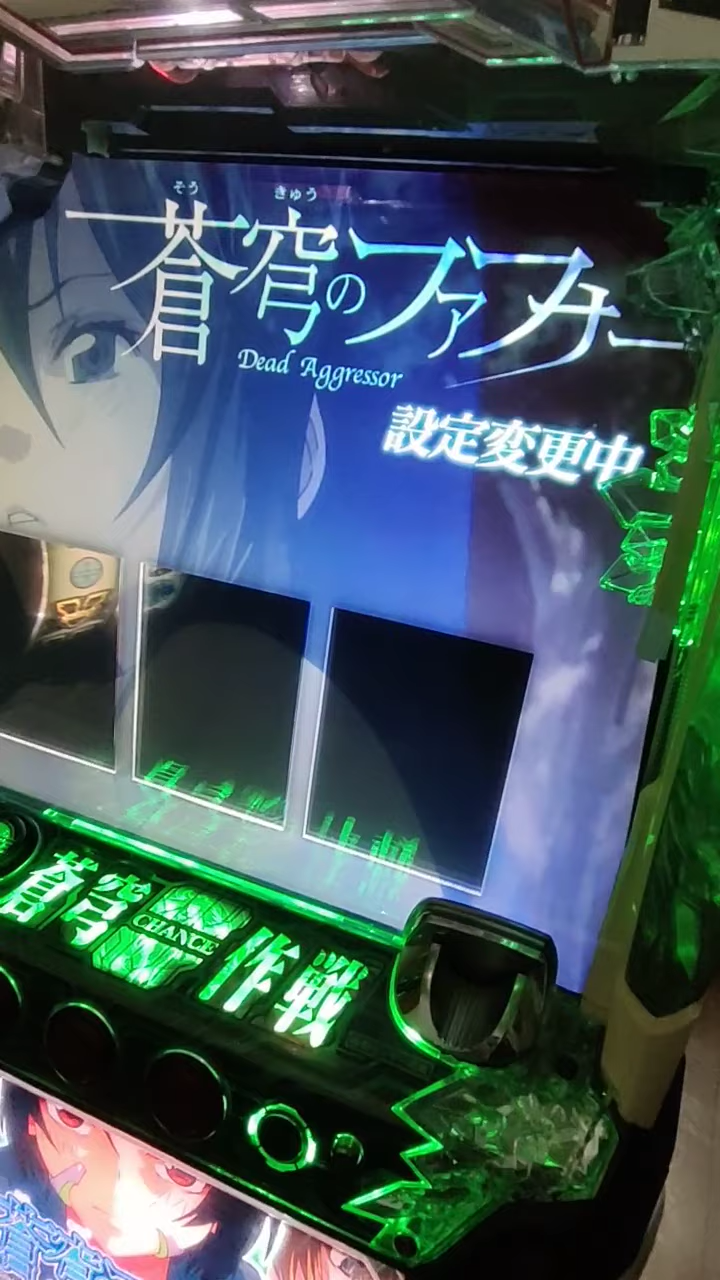 そう きゅう
蒼穹のファフナー
Dead Aggressor
設定変更中
蒼穹 CHANCE 作戦